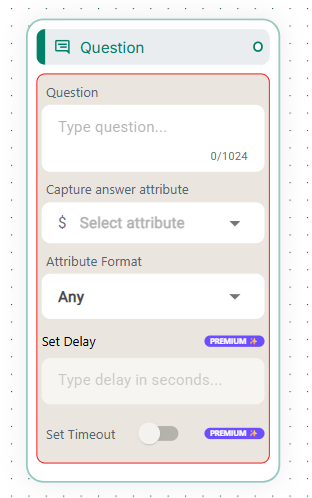 Question
Question
Type question...
0/1024
Capture answer attribute
$ Select attribute
Attribute Format
Any
Set Delay PREMIUM ✨
Type delay in seconds...
Set Timeout PREMIUM ✨